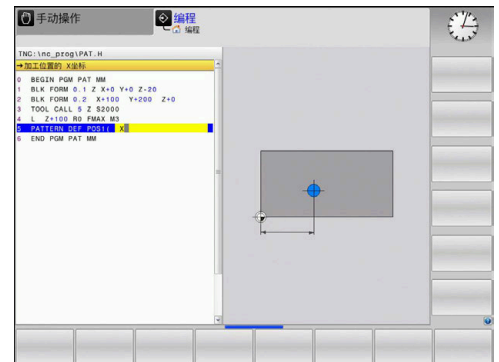 手动操作
编程
编程
TNC:\nc_prog\PAT.H
→加工位置的 X坐标
0 BEGIN PGM PAT MM
1 BLK FORM 0.1 Z X+0 Y+0 Z-20
2 BLK FORM 0.2 X+100 Y+200 Z+0
3 TOOL CALL 5 Z S2000
4 L Z+100 R0 FMAX M3
5 PATTERN DEF POS1( X
6 END PGM PAT MM